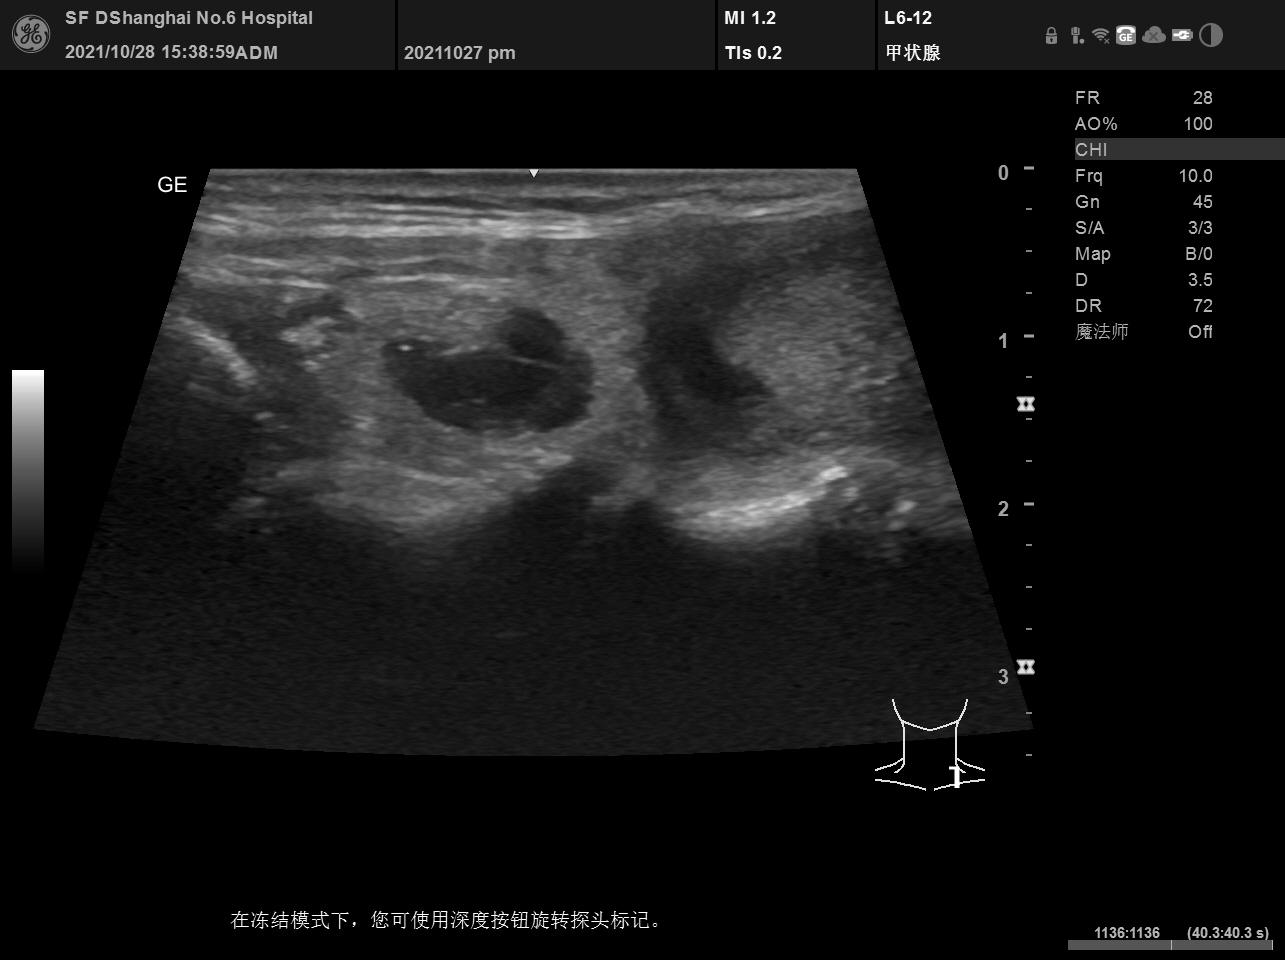 SF DShanghai No.6 Hospital
2021/10/28 15:38:59ADM
20211027 pm
MI 1.2
TIs 0.2
L6-12
甲状腺
GE
GE
FR 28
AO% 100
CHI
Frq 10.0
Gn 45
S/A 3/3
Map B/0
D 3.5
DR 72
魔法师 Off
0
1
2
3
在冻结模式下，您可使用深度按钮旋转探头标记。
1136:1136 (40.3:40.3 s)